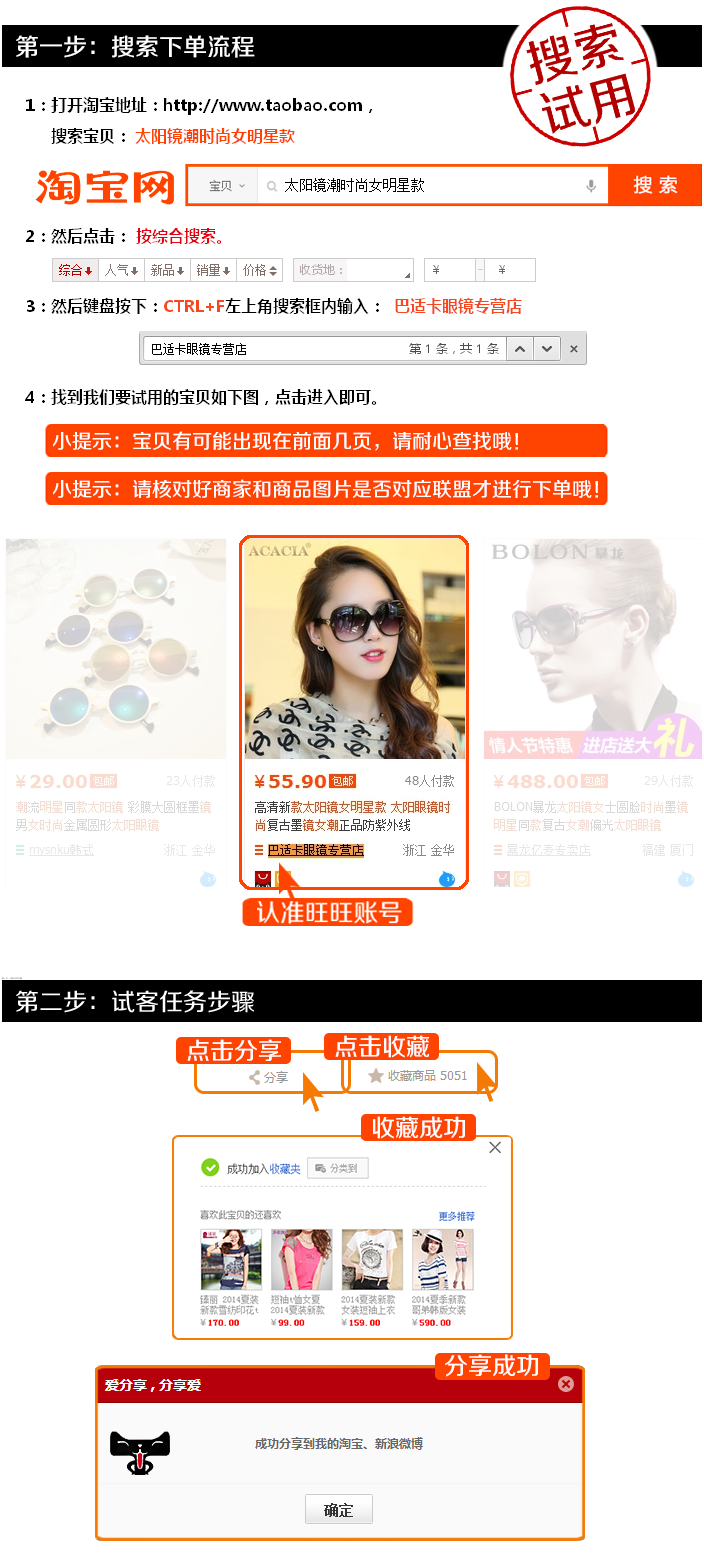 第一步：搜索下单流程
搜索
试用
1：打开淘宝地址：http://www.taobao.com，
搜索宝贝： 太阳镜潮时尚女明星款
淘宝网 宝贝 太阳镜潮时尚女明星款 搜 索
2：然后点击： 按综合搜索。
综合 人气 新品 销量 价格 收货地： ¥ - ¥
3：然后键盘按下：CTRL+F左上角搜索框内输入： 巴适卡眼镜专营店
巴适卡眼镜专营店 第 1 条，共 1 条
4：找到我们要试用的宝贝如下图，点击进入即可。
小提示：宝贝有可能出现在前面几页，请耐心查找哦！
小提示：请核对好商家和商品图片是否对应联盟才进行下单哦！
¥29.00 包邮 23人付款
潮流明星同款太阳镜 彩膜大圆框墨镜
男女时尚金属圆形太阳眼镜
mysnku韩式 浙江 金华
ACACIA®
¥55.90 包邮 48人付款
高清新款太阳镜女明星款 太阳眼镜时
尚复古墨镜女潮正品防紫外线
巴适卡眼镜专营店 浙江 金华
认准旺旺账号
BOLON 暴龙
情人节特惠 进店送大礼
¥488.00 包邮 29人付款
BOLON暴龙太阳镜女士圆脸时尚墨镜
明星同款复古女潮偏光太阳眼镜
暴龙亿麦专卖店 福建 厦门
第二步：试客任务步骤
点击分享 点击收藏
分享 收藏商品 5051
收藏成功
成功加入收藏夹 分类到
喜欢此宝贝的还喜欢 更多推荐
2014夏装
新款雪纺印花t
¥170.00
短袖t恤女夏
2014夏装新款
¥99.00
2014夏装新款
女装短袖上衣
¥159.00
2014夏季新款
哥弟韩版女装
¥590.00
分享成功
爱分享，分享爱
成功分享到我的淘宝、新浪微博
确定